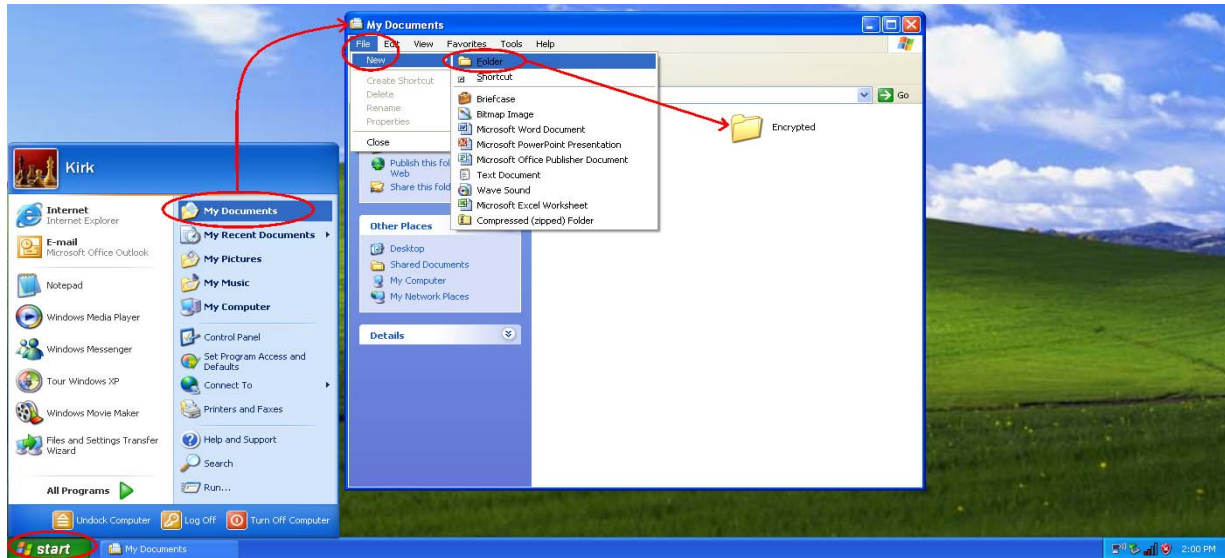 My Documents
File Edit View Favorites Tools Help
New
Create Shortcut
Delete
Rename
Properties
Close
Folder
Shortcut
Briefcase
Bitmap Image
Microsoft Word Document
Microsoft PowerPoint Presentation
Microsoft Office Publisher Document
Text Document
Wave Sound
Microsoft Excel Worksheet
Compressed (zipped) Folder
Go
Encrypted
Publish this fol
Web
Share this fold
Other Places
Desktop
Shared Documents
My Computer
My Network Places
Details
Kirk
Internet
Internet Explorer
E-mail
Microsoft Office Outlook
Notepad
Windows Media Player
Windows Messenger
Tour Windows XP
Windows Movie Maker
Files and Settings Transfer
Wizard
All Programs
My Documents
My Recent Documents
My Pictures
My Music
My Computer
Control Panel
Set Program Access and
Defaults
Connect To
Printers and Faxes
Help and Support
Search
Run...
Undock Computer Log Off Turn Off Computer
start My Documents 2:00 PM